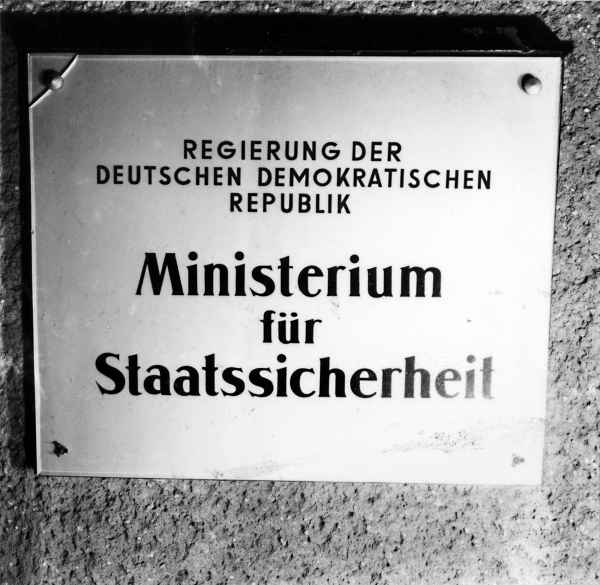 REGIERUNG DER
DEUTSCHEN DEMOKRATISCHEN
REPUBLIK
Ministerium
für
Staatssicherheit